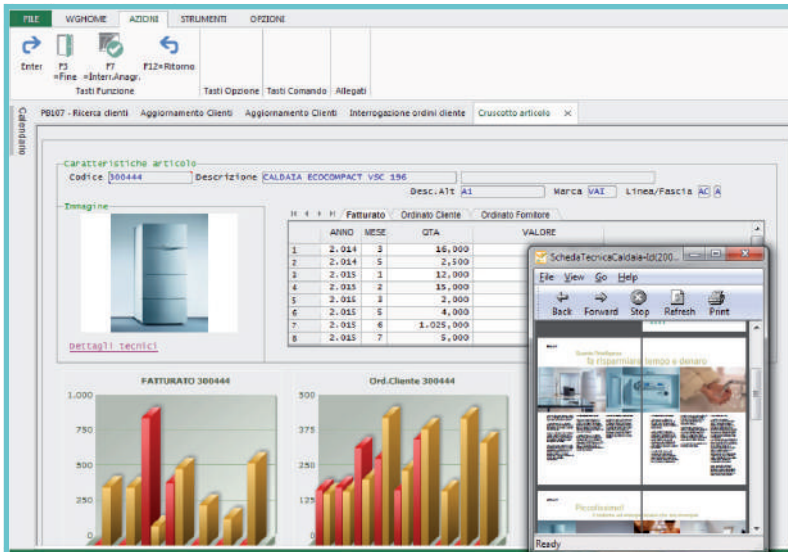 FILE WGHOME AZIONI STRUMENTI OPZIONI
Enter F3 =Fine F7 =Interr.Anagr. F12=Ritorno
Tasti Funzione Tasti Opzione Tasti Comando Allegati
Calendario
PB107 - Ricerca clienti Aggiornamento Clienti Aggiornamento Clienti Interrogazione ordini cliente Cruscotto articolo ×
Caratteristiche articolo
Codice 300444 Descrizione CALDAIA ECOCOMPACT VSC 196
Desc.Alt A1 Marca VAI Linea/Fascia AC A
Immagine
Fatturato Ordinato Cliente Ordinato Fornitore
ANNO MESE QTA VALORE
1 2.014 3 16,000
2 2.014 5 2,500
3 2.015 1 12,000
4 2.015 2 15,000
5 2.015 3 2,000
6 2.015 5 4,000
7 2.015 6 1.025,000
8 2.015 7 5,000
Dettagli tecnici
SchedaTecnicaCaldaia-Id(200...
File View Go Help
Back Forward Stop Refresh Print
fa risparmiare tempo e denaro
Piccolissimo!
Ready
FATTURATO 300444
1.000
750
500
250
0
Ord.Cliente 300444
500
375
250
125
0